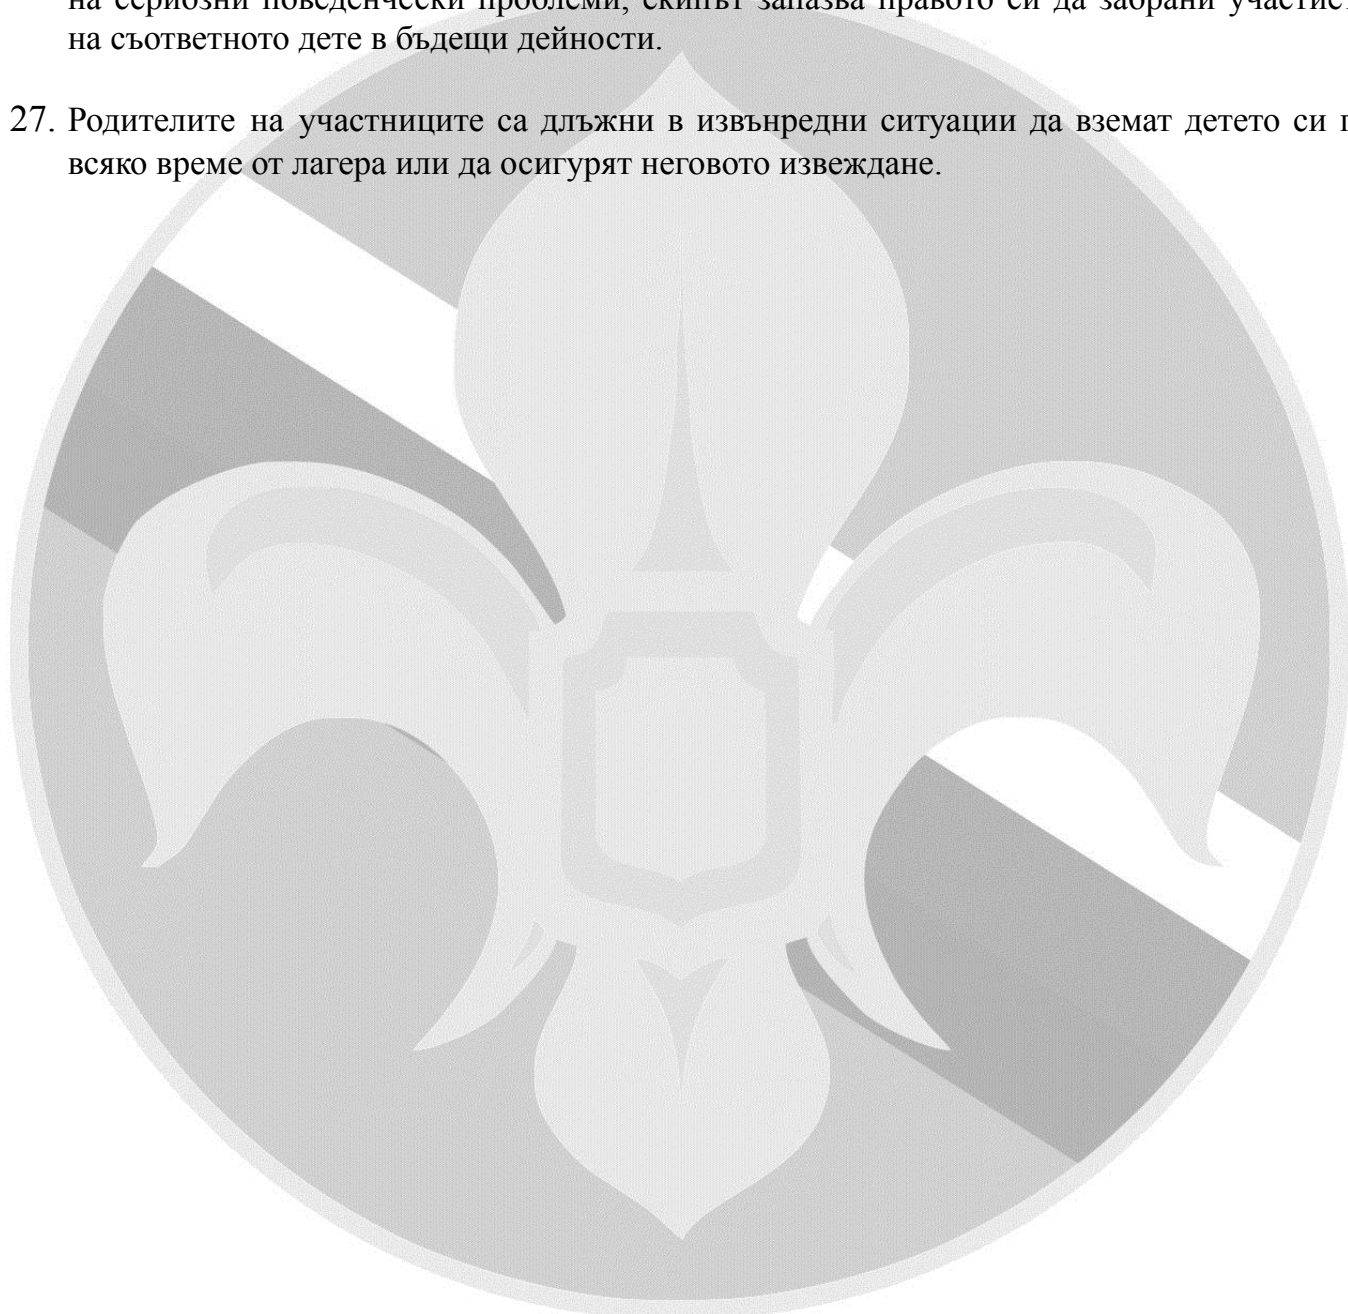 на сериозни поведенчески проблеми, екипът запазва правото си да забрани
на съответното дете в бъдещи дейности.
27. Родителите на участниците са длъжни в извънредни ситуации да вземат детето си
всяко време от лагера или да осигурят неговото извеждане.